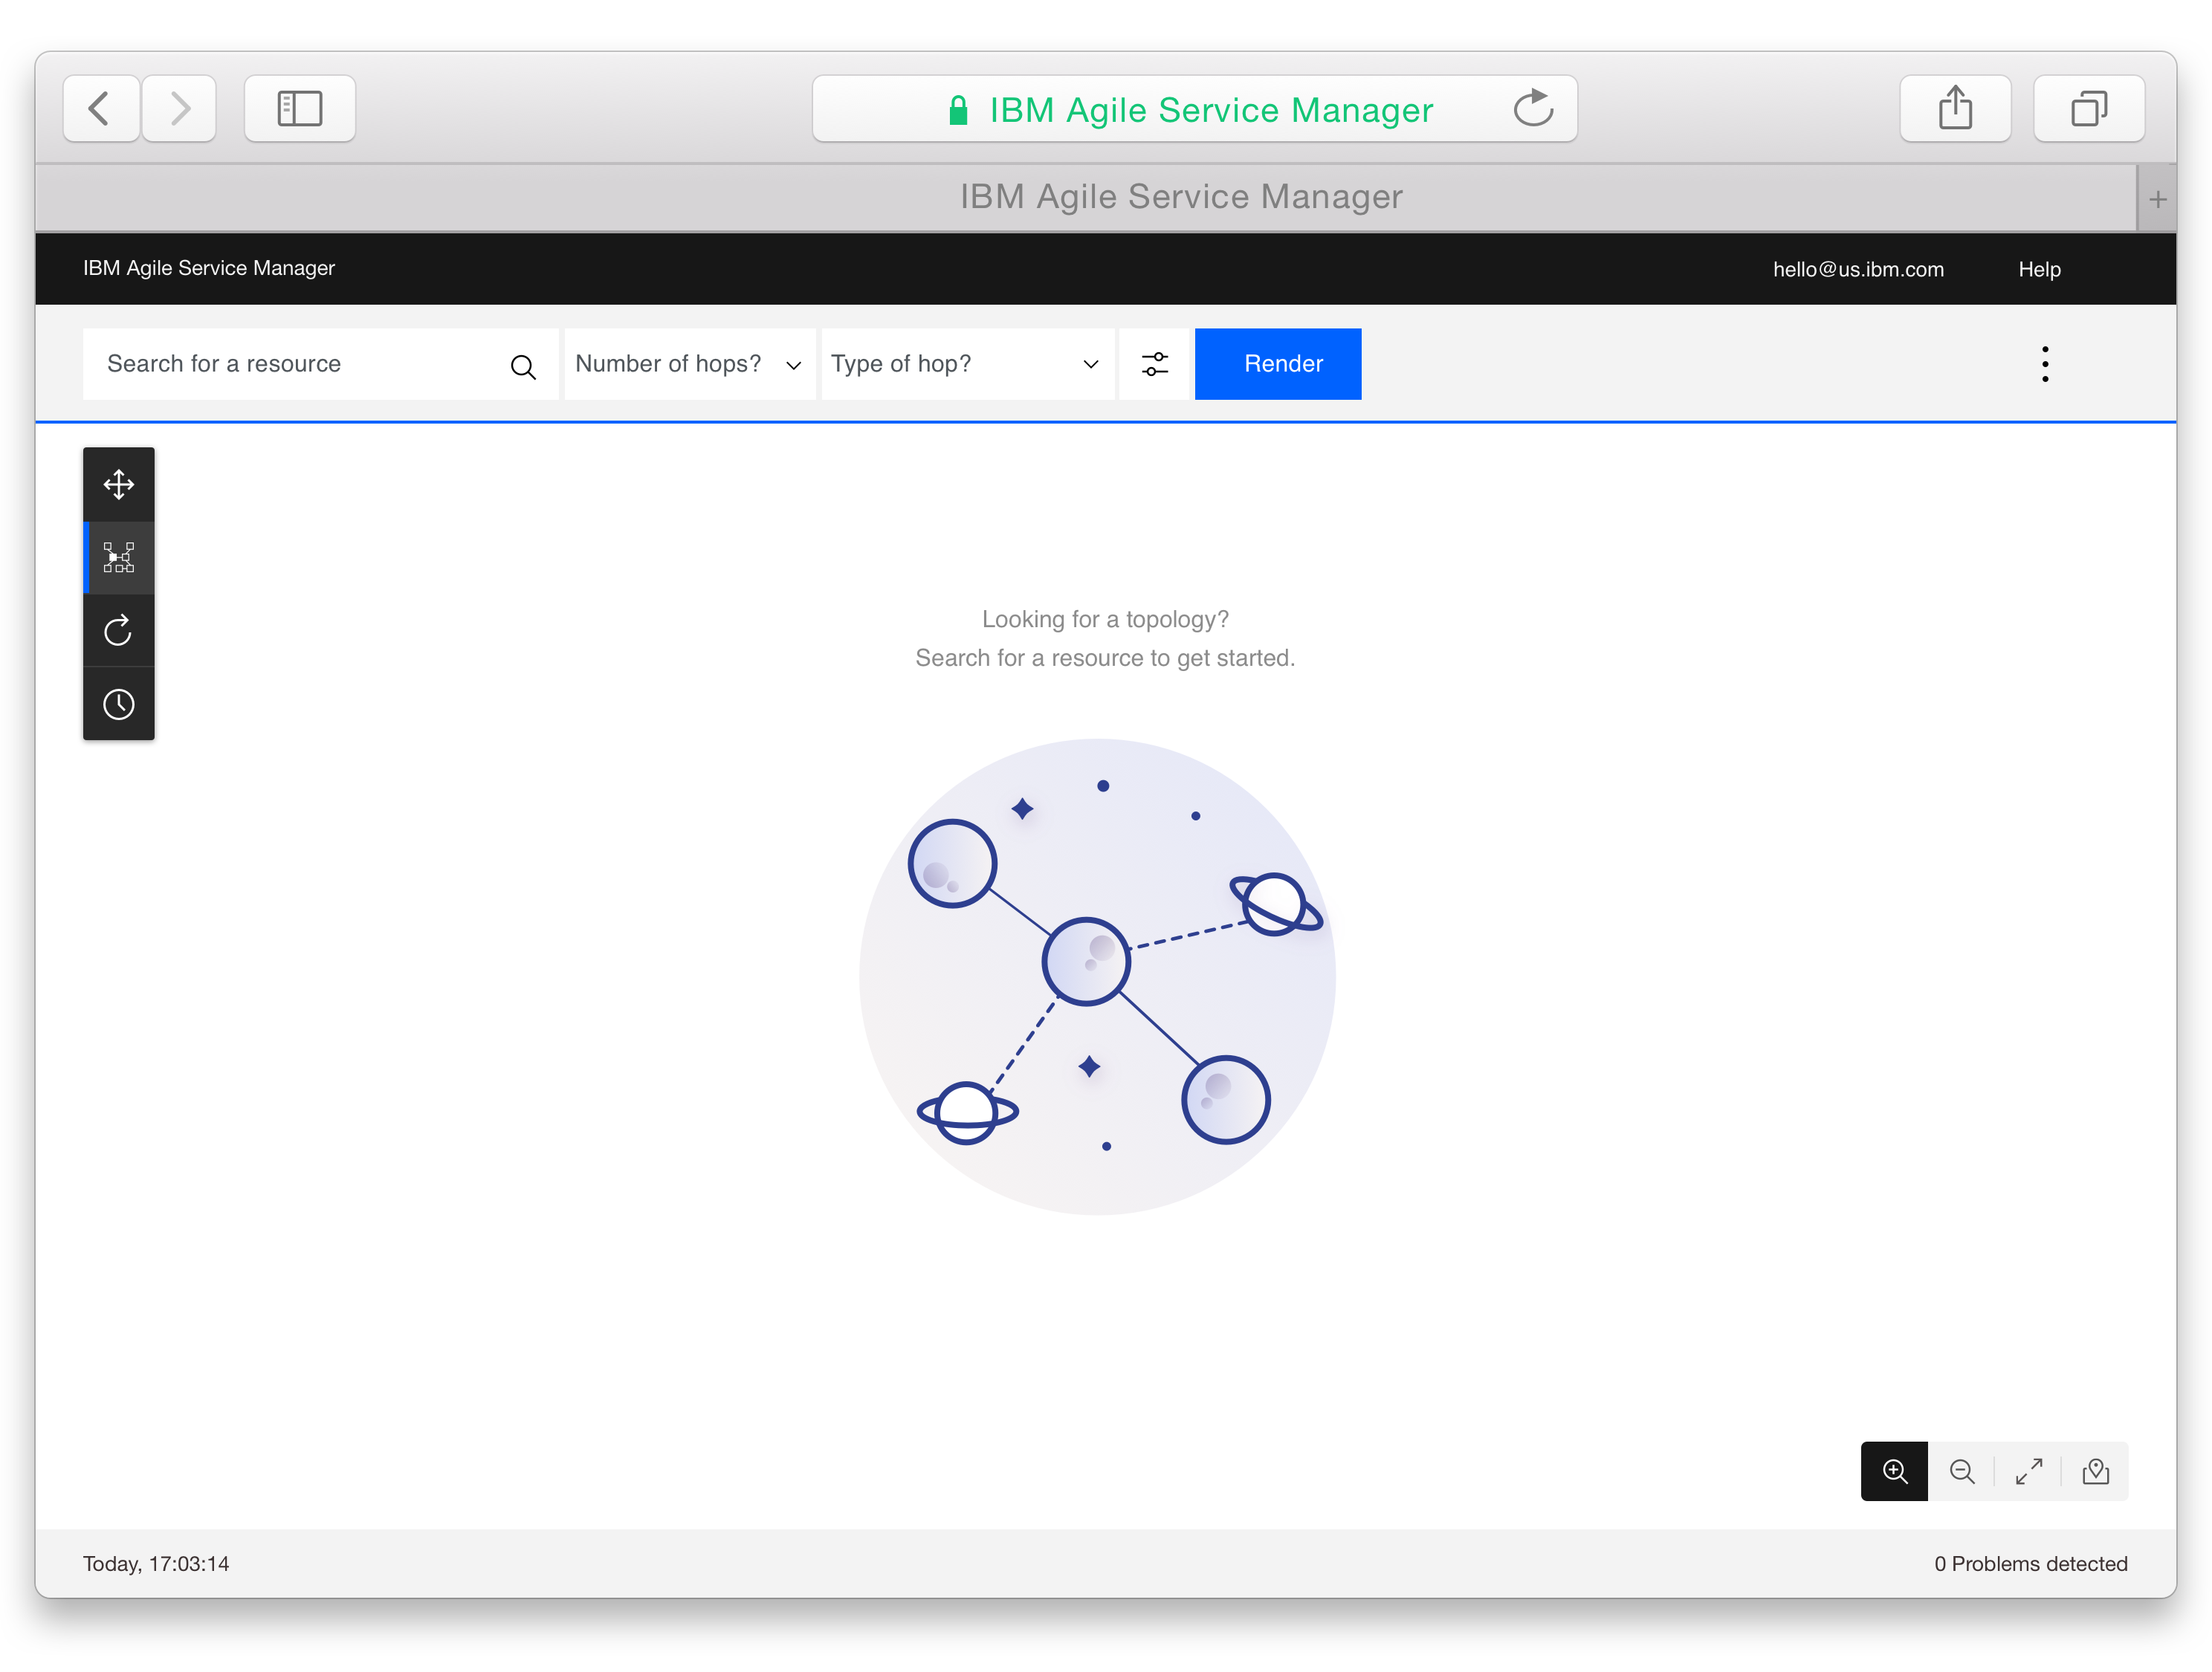 IBM Agile Service Manager
IBM Agile Service Manager
+
IBM Agile Service Manager
hello@us.ibm.com
Help
Search for a resource
Number of hops?
Type of hop?
Render
Looking for a topology?
Search for a resource to get started.
Today, 17:03:14
0 Problems detected